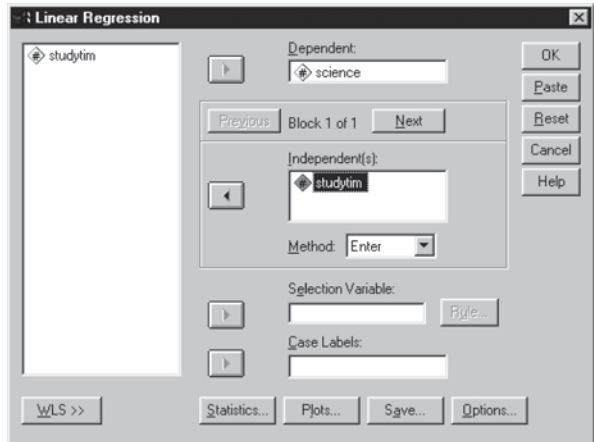 Linear Regression
studytim
Dependent:
science
OK
Paste
Reset
Cancel
Help
Previous
Block 1 of 1
Next
Independent(s):
studytim
Method:
Enter
Selection Variable:
Rule...
Case Labels:
WLS >>
Statistics...
Plots...
Save...
Options...